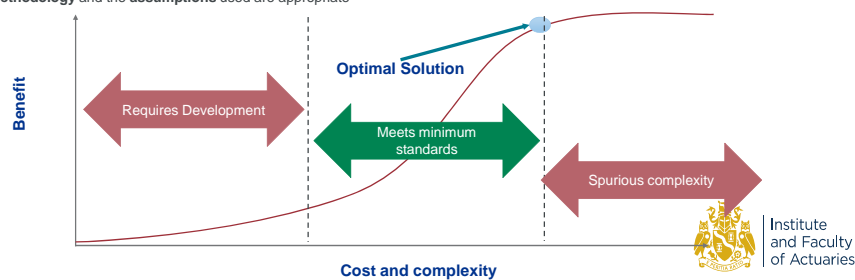 methodology and the assumptions used are appropriate
Optimal Solution
Benefit
Requires Development
Meets minimum
standards
Spurious complexity
Institute
and Faculty
of Actuaries
Cost and complexity